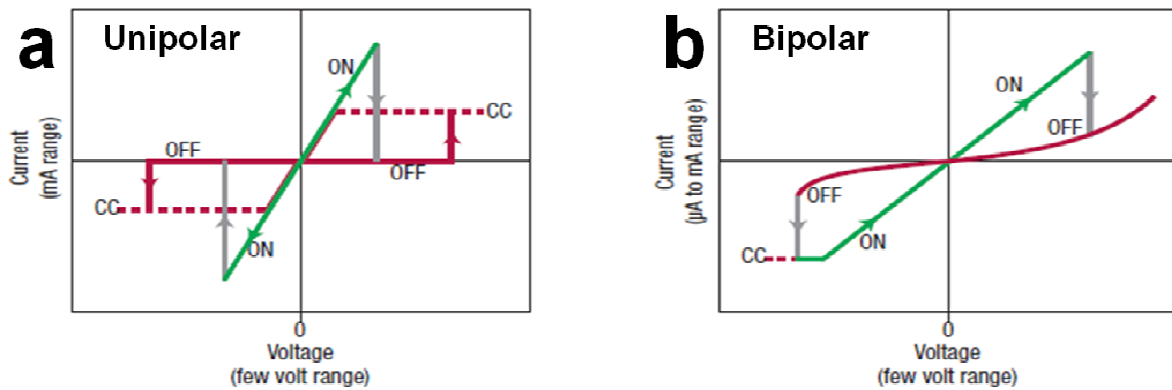 a
Unipolar
ON
CC
OFF
OFF
CC
ON
Current
(mA range)
0
Voltage
(few volt range)
b
Bipolar
ON
OFF
OFF
ON
CC
Current
(μA to mA range)
0
Voltage
(few volt range)